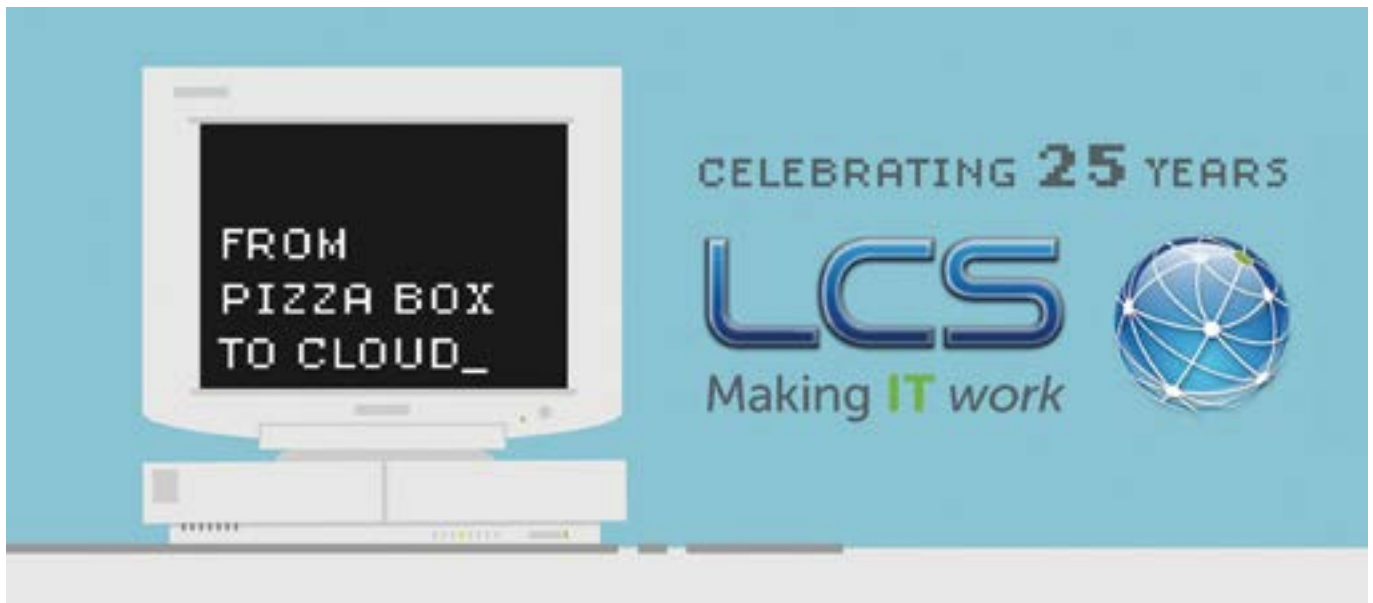 FROM
PIZZA BOX
TO CLOUD_
CELEBRATING 25 YEARS
LCS
Making IT work